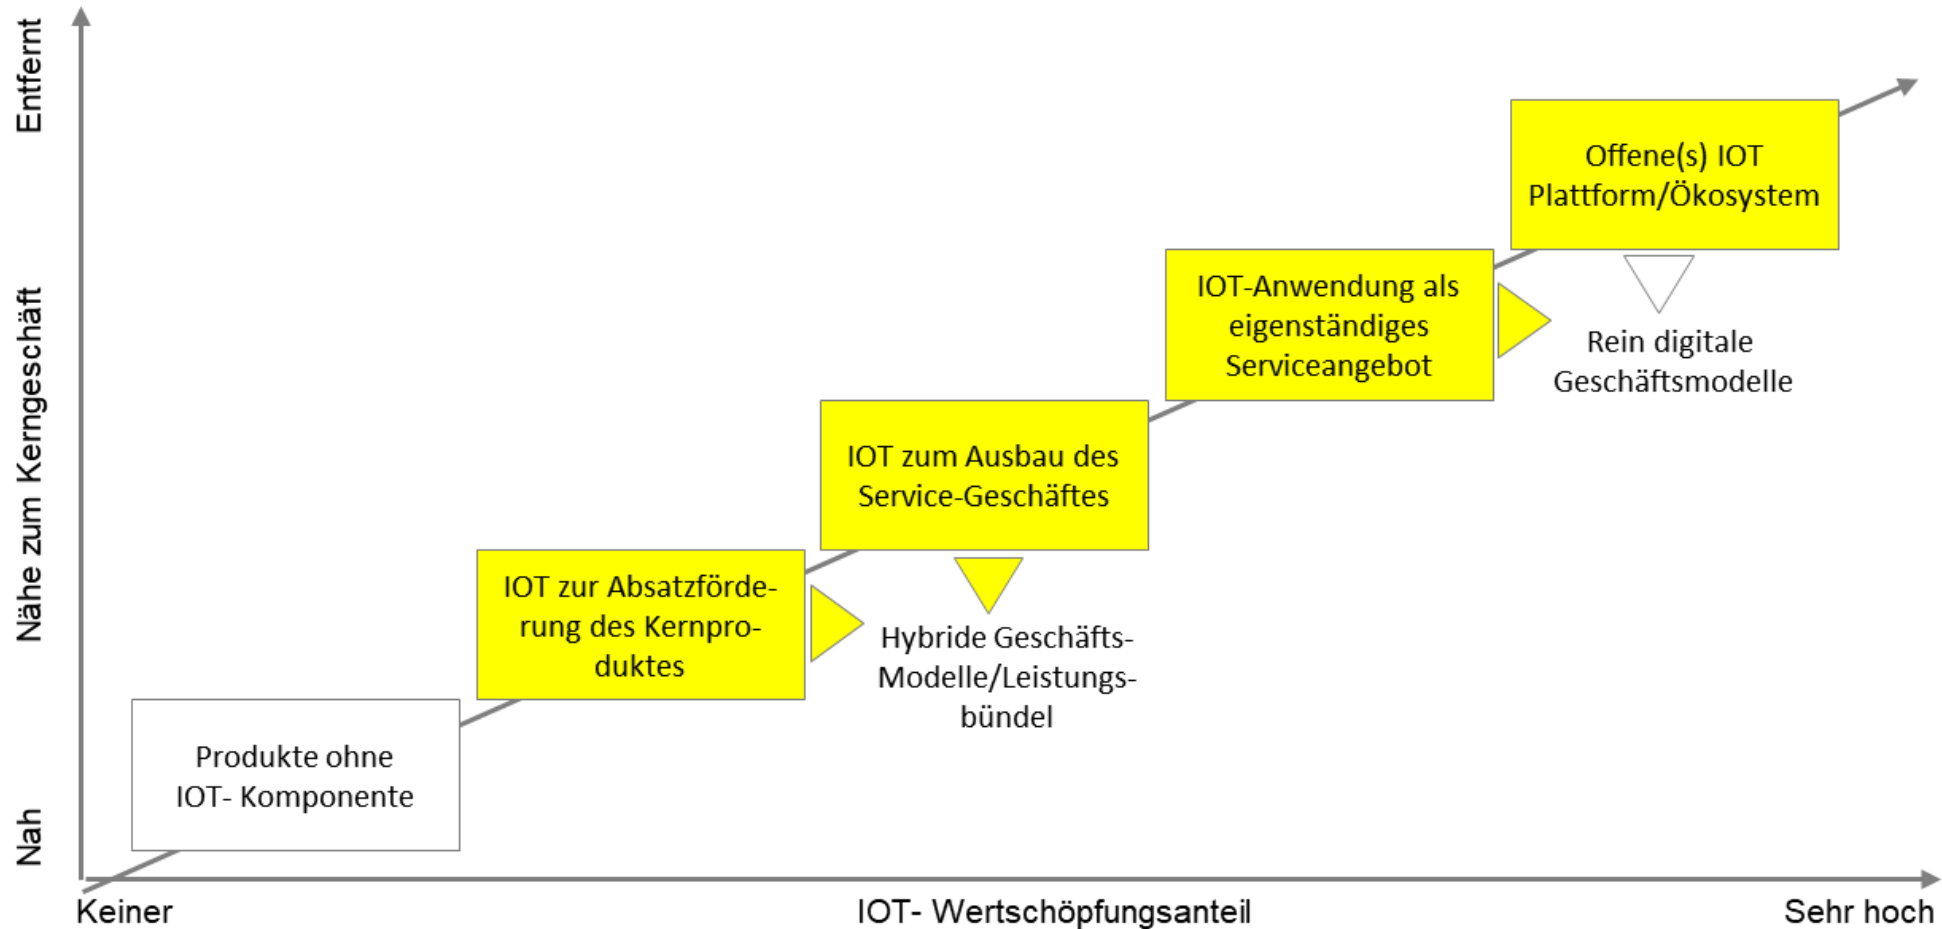 Entfernt
Nähe zum Kerngeschäft
Nah
Offene(s) IOT
Plattform/Ökosystem
IOT-Anwendung als
eigenständiges
Serviceangebot
Rein digitale
Geschäftsmodelle
IOT zum Ausbau des
Service-Geschäftes
IOT zur Absatzförde-
rung des Kernpro-
duktes
Hybride Geschäfts-
Modelle/Leistungs-
bündel
Produkte ohne
IOT- Komponente
Keiner
IOT- Wertschöpfungsanteil
Sehr hoch